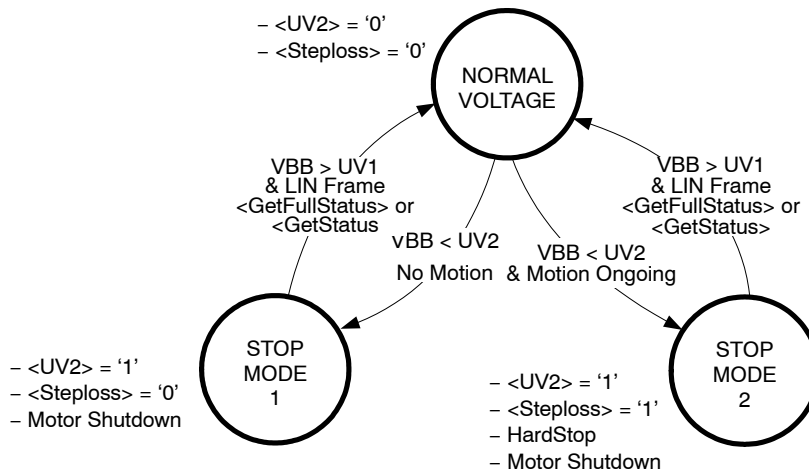 – <UV2> = ‘0’
– <Steploss> = ‘0’
NORMAL
VOLTAGE
VBB > UV1
& LIN Frame
<GetFullStatus> or
<GetStatus
vBB < UV2
No Motion
VBB < UV2
& Motion Ongoing
VBB > UV1
& LIN Frame
<GetFullStatus> or
<GetStatus>
– <UV2> = ‘1’
– <Steploss> = ‘0’
– Motor Shutdown
STOP
MODE
1
– <UV2> = ‘1’
– <Steploss> = ‘1’
– HardStop
– Motor Shutdown
STOP
MODE
2